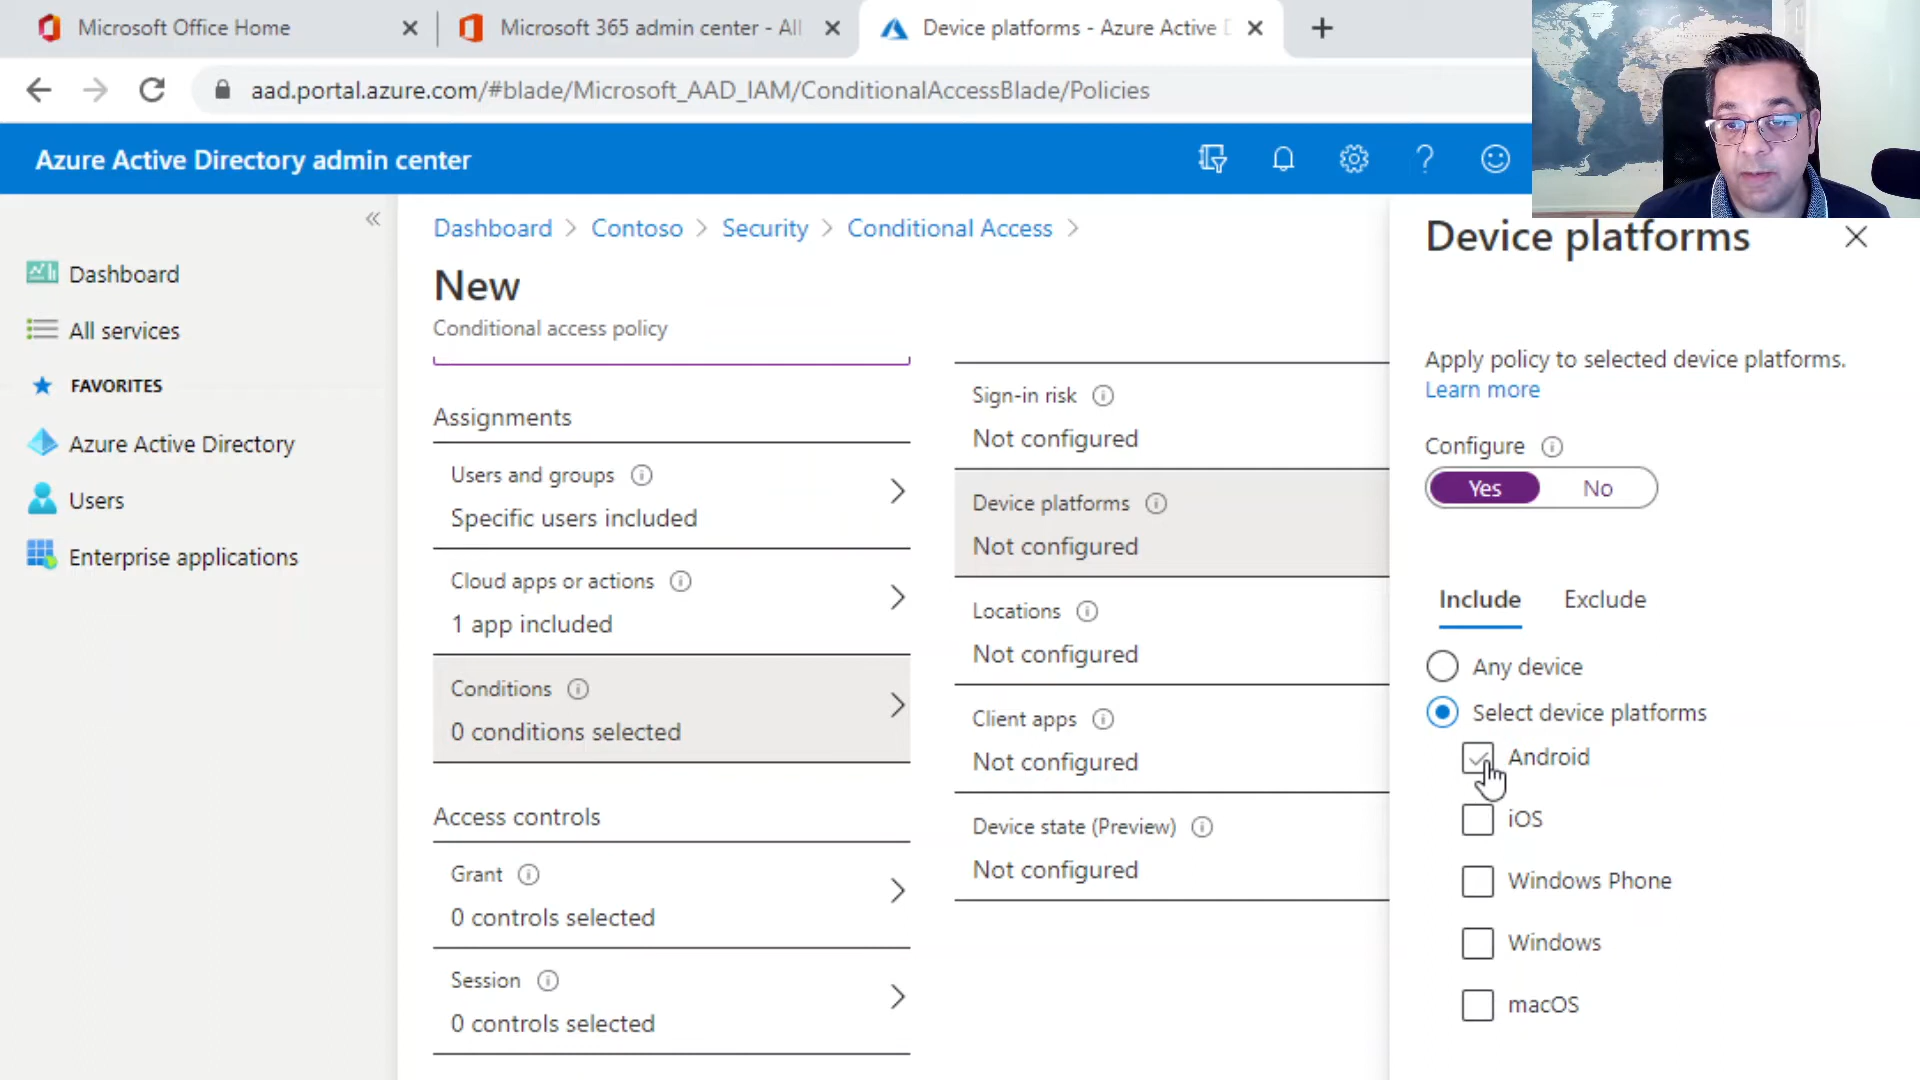 Microsoft Office Home
Microsoft 365 admin center - All
Device platforms - Azure Active D
aad.portal.azure.com/#blade/Microsoft_AAD_IAM/ConditionalAccessBlade/Policies
Azure Active Directory admin center
Dashboard
All services
FAVORITES
Azure Active Directory
Users
Enterprise applications
Dashboard > Contoso > Security > Conditional Access >
New
Conditional access policy
Assignments
Users and groups
Specific users included
Cloud apps or actions
1 app included
Conditions
0 conditions selected
Access controls
Grant
0 controls selected
Session
0 controls selected
Sign-in risk
Not configured
Device platforms
Not configured
Locations
Not configured
Client apps
Not configured
Device state (Preview)
Not configured
Device platforms
Apply policy to selected device platforms.
Learn more
Configure
Yes No
Include Exclude
Any device
Select device platforms
Android
iOS
Windows Phone
Windows
macOS